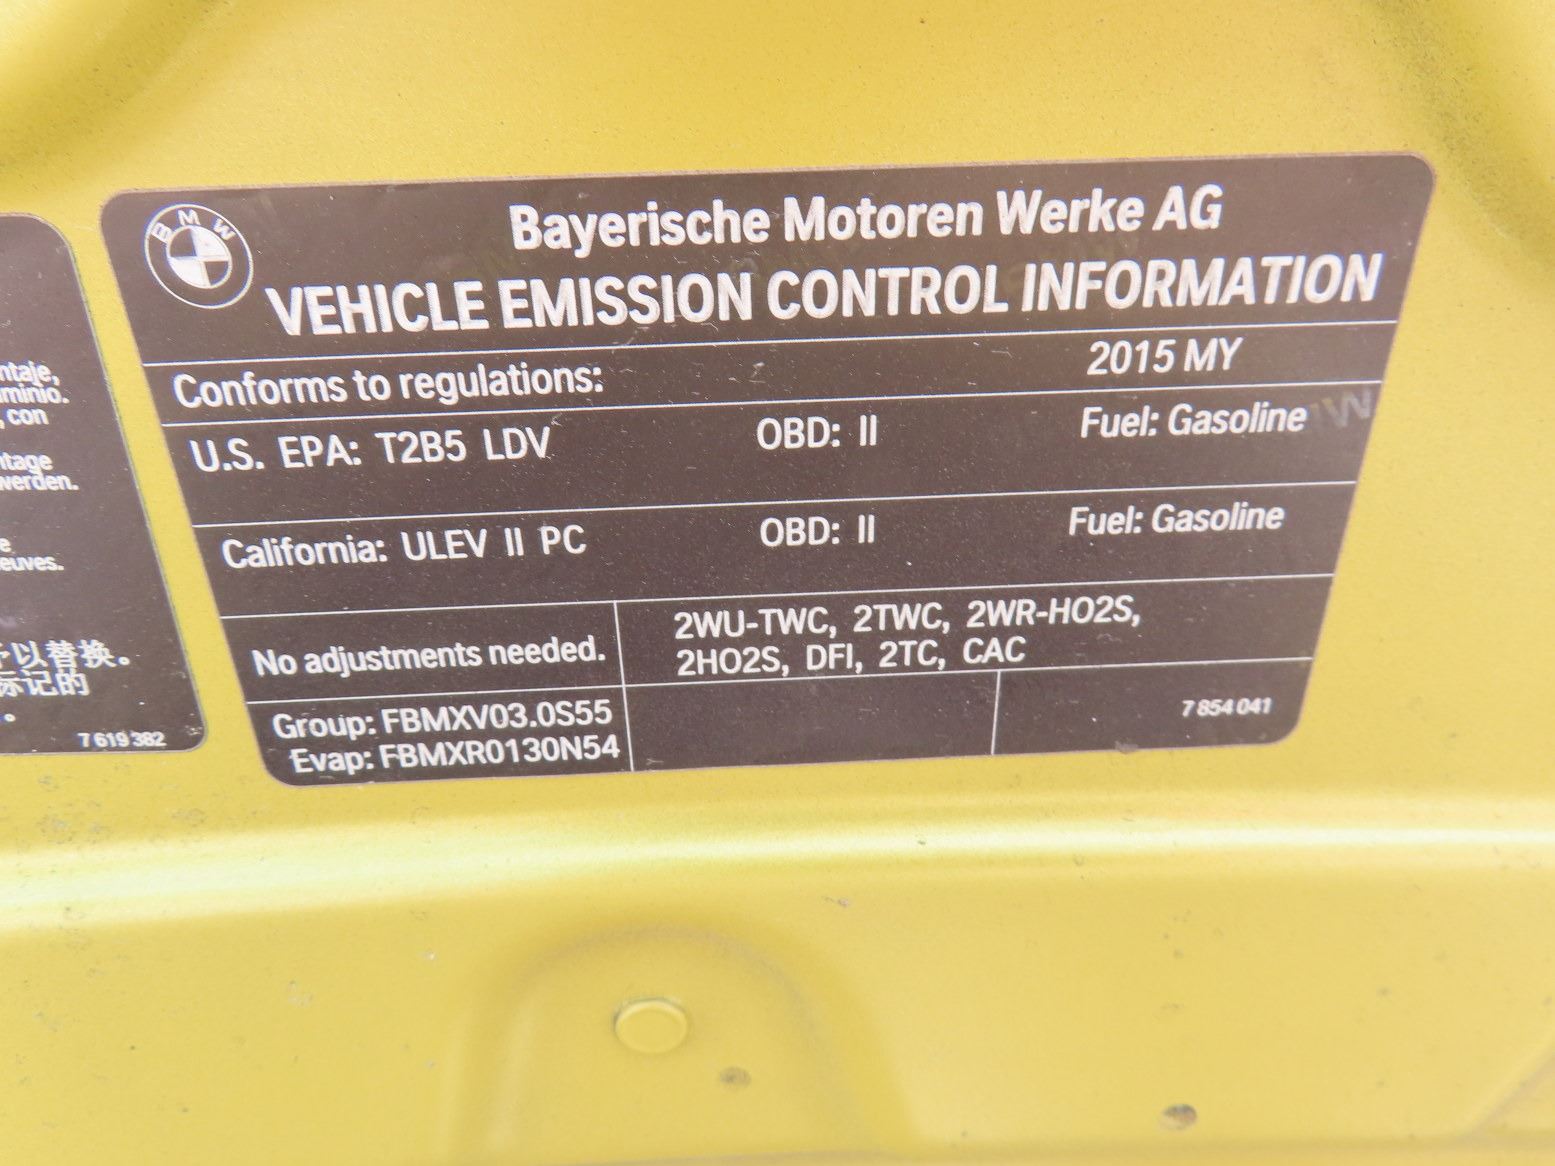 ntaje,
minio.
, con
ntage
werden.
e
euves.
以替换。
标记的
。
7 619 382
BMW
Bayerische Motoren Werke AG
VEHICLE EMISSION CONTROL INFORMATION
Conforms to regulations: 2015 MY
U.S. EPA: T2B5 LDV OBD: II Fuel: Gasoline
California: ULEV II PC OBD: II Fuel: Gasoline
No adjustments needed.
2WU-TWC, 2TWC, 2WR-HO2S,
2HO2S, DFI, 2TC, CAC
Group: FBMXV03.0S55
Evap: FBMXR0130N54
7 854 041